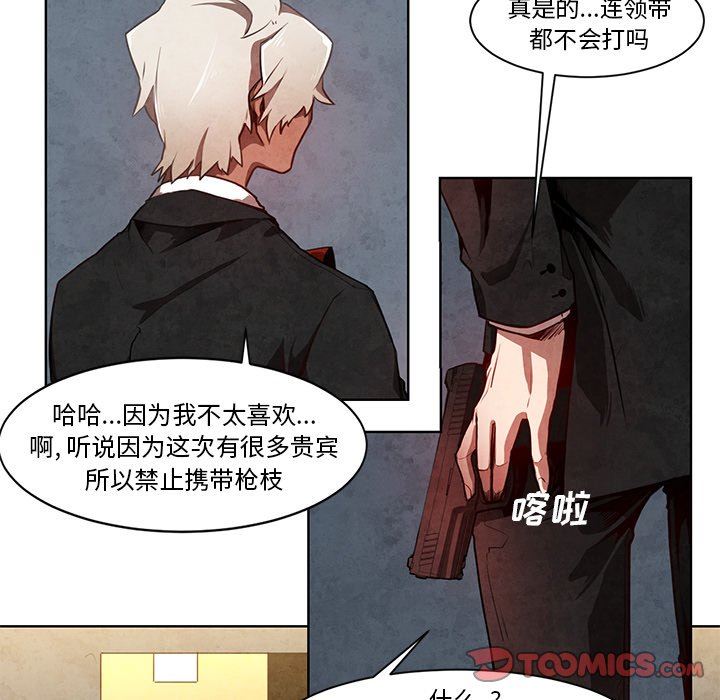 真是的...连领带
都不会打吗
哈哈...因为我不太喜欢...
啊, 听说因为这次有很多贵宾
所以禁止携带枪枝
喀啦
什么...?
TOOMICS.COM